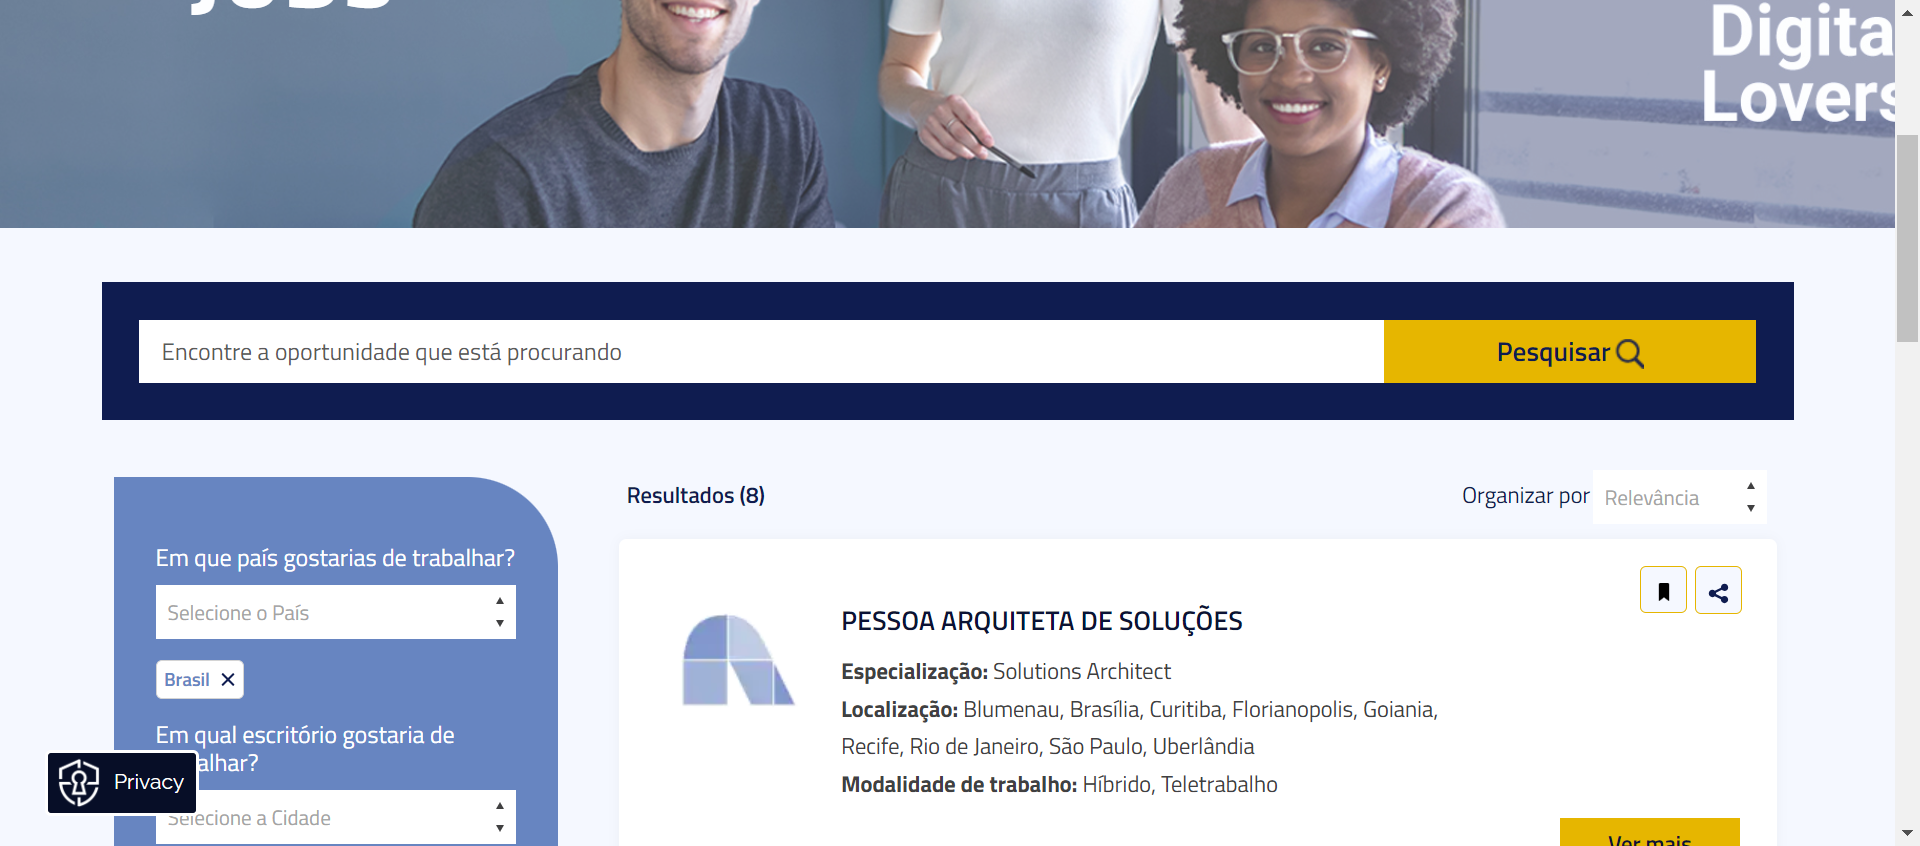 Digita
Lovers
Encontre a oportunidade que está procurando
Pesquisar
Em que país gostarias de trabalhar?
Selecione o País
Brasil
Em qual escritório gostaria de
alhar?
Selecione a Cidade
Privacy
Resultados (8)
Organizar por
Relevância
PESSOA ARQUITETA DE SOLUÇÕES
Especialização: Solutions Architect
Localização: Blumenau, Brasília, Curitiba, Florianopolis, Goiania,
Recife, Rio de Janeiro, São Paulo, Uberlândia
Modalidade de trabalho: Híbrido, Teletrabalho
Ver mais